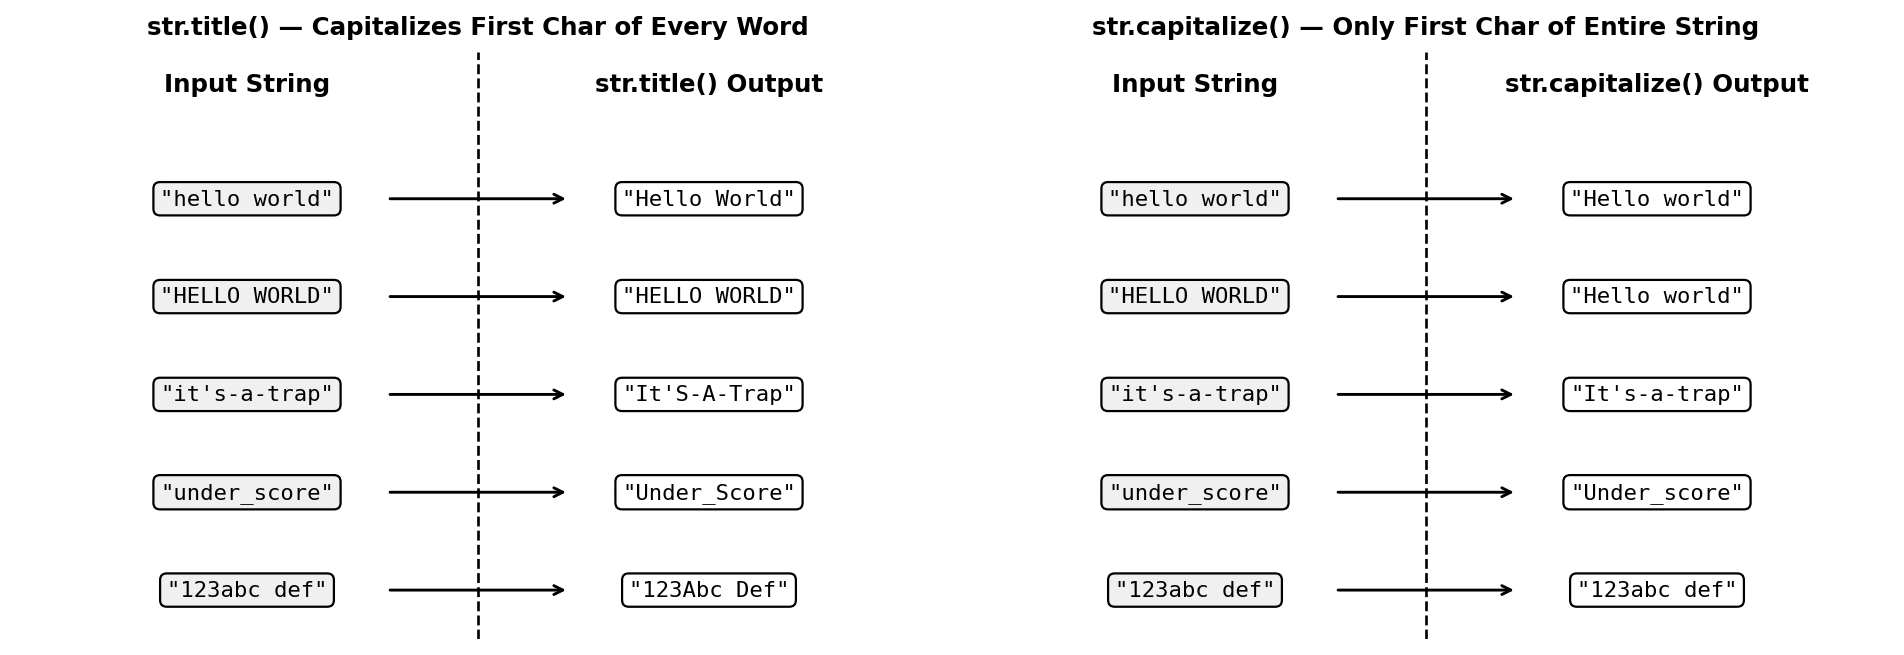 str.title() — Capitalizes First Char of Every Word
Input String
str.title() Output
"hello world"
"Hello World"
"HELLO WORLD"
"HELLO WORLD"
"it's-a-trap"
"It'S-A-Trap"
"under_score"
"Under_Score"
"123abc def"
"123Abc Def"
str.capitalize() — Only First Char of Entire String
Input String
str.capitalize() Output
"hello world"
"Hello world"
"HELLO WORLD"
"Hello world"
"it's-a-trap"
"It's-a-trap"
"under_score"
"Under_score"
"123abc def"
"123abc def"